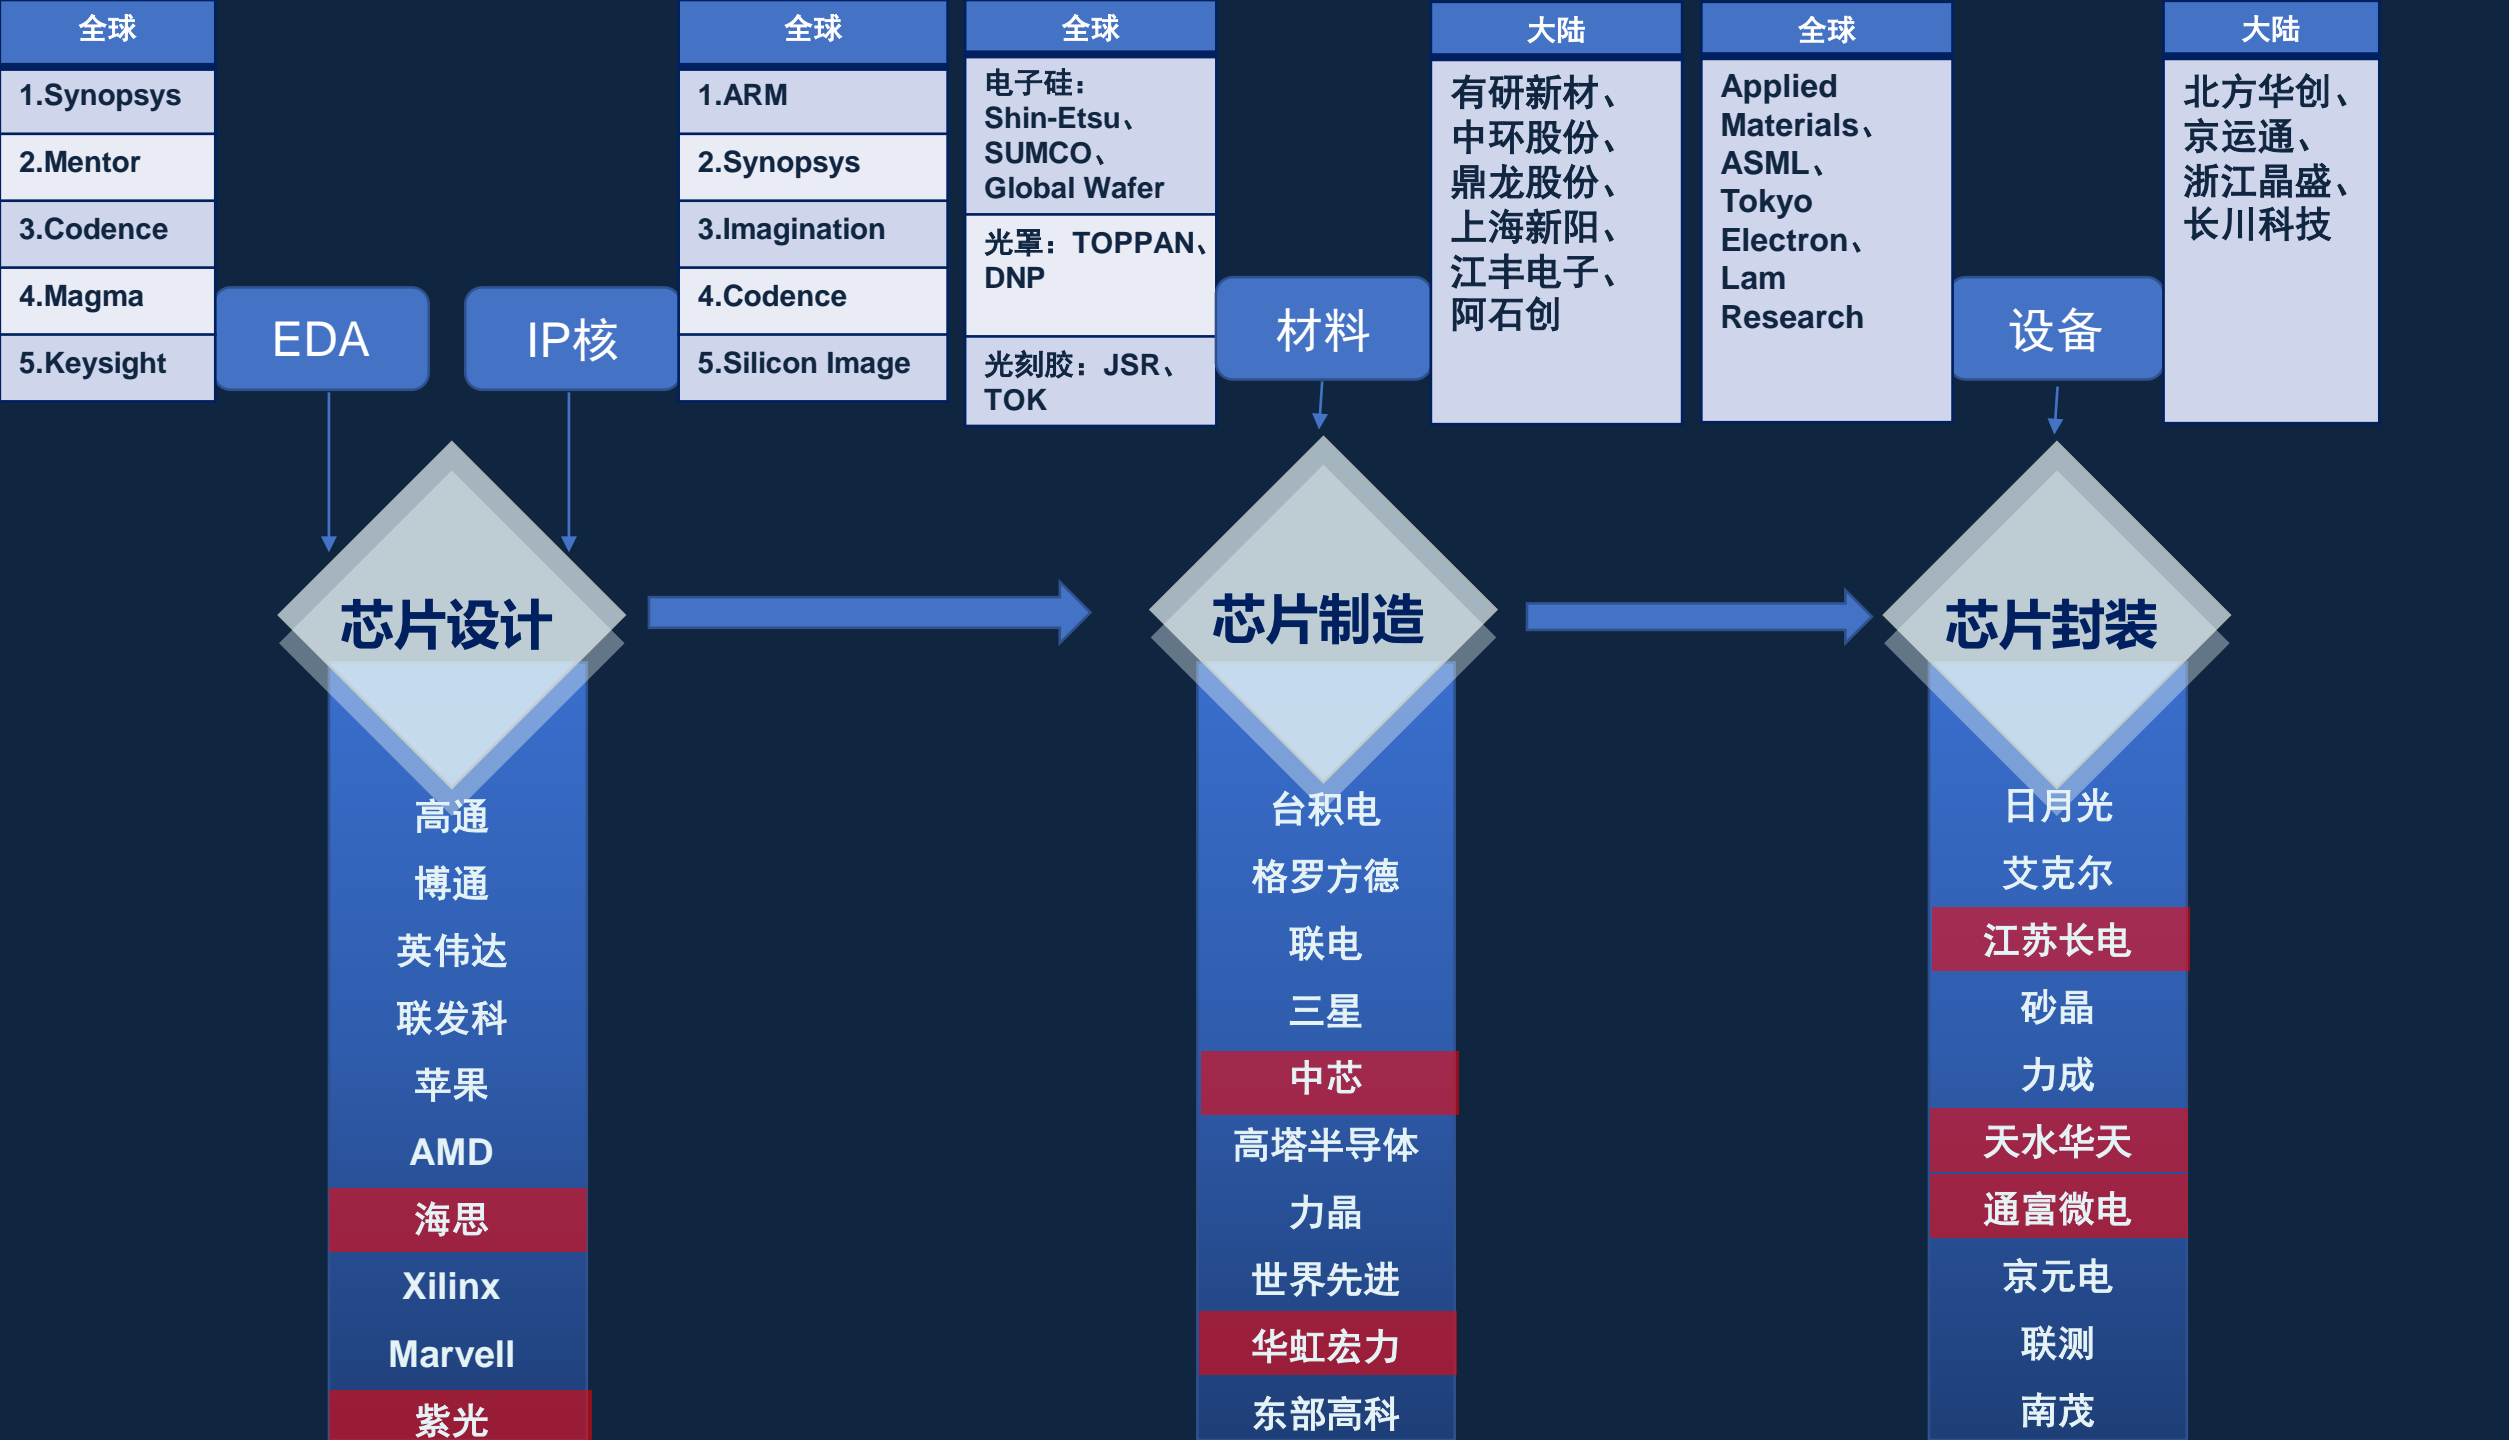 全球
1.Synopsys
2.Mentor
3.Codence
4.Magma
5.Keysight
EDA
IP核
全球
1.ARM
2.Synopsys
3.Imagination
4.Codence
5.Silicon Image
全球
电子硅：
Shin-Etsu、
SUMCO、
Global Wafer
光罩：TOPPAN、
DNP
光刻胶：JSR、
TOK
材料
大陆
有研新材、
中环股份、
鼎龙股份、
上海新阳、
江丰电子、
阿石创
全球
Applied
Materials、
ASML、
Tokyo
Electron、
Lam
Research
设备
大陆
北方华创、
京运通、
浙江晶盛、
长川科技
芯片设计
高通
博通
英伟达
联发科
苹果
AMD
海思
Xilinx
Marvell
紫光
芯片制造
台积电
格罗方德
联电
三星
中芯
高塔半导体
力晶
世界先进
华虹宏力
东部高科
芯片封装
日月光
艾克尔
江苏长电
砂晶
力成
天水华天
通富微电
京元电
联测
南茂